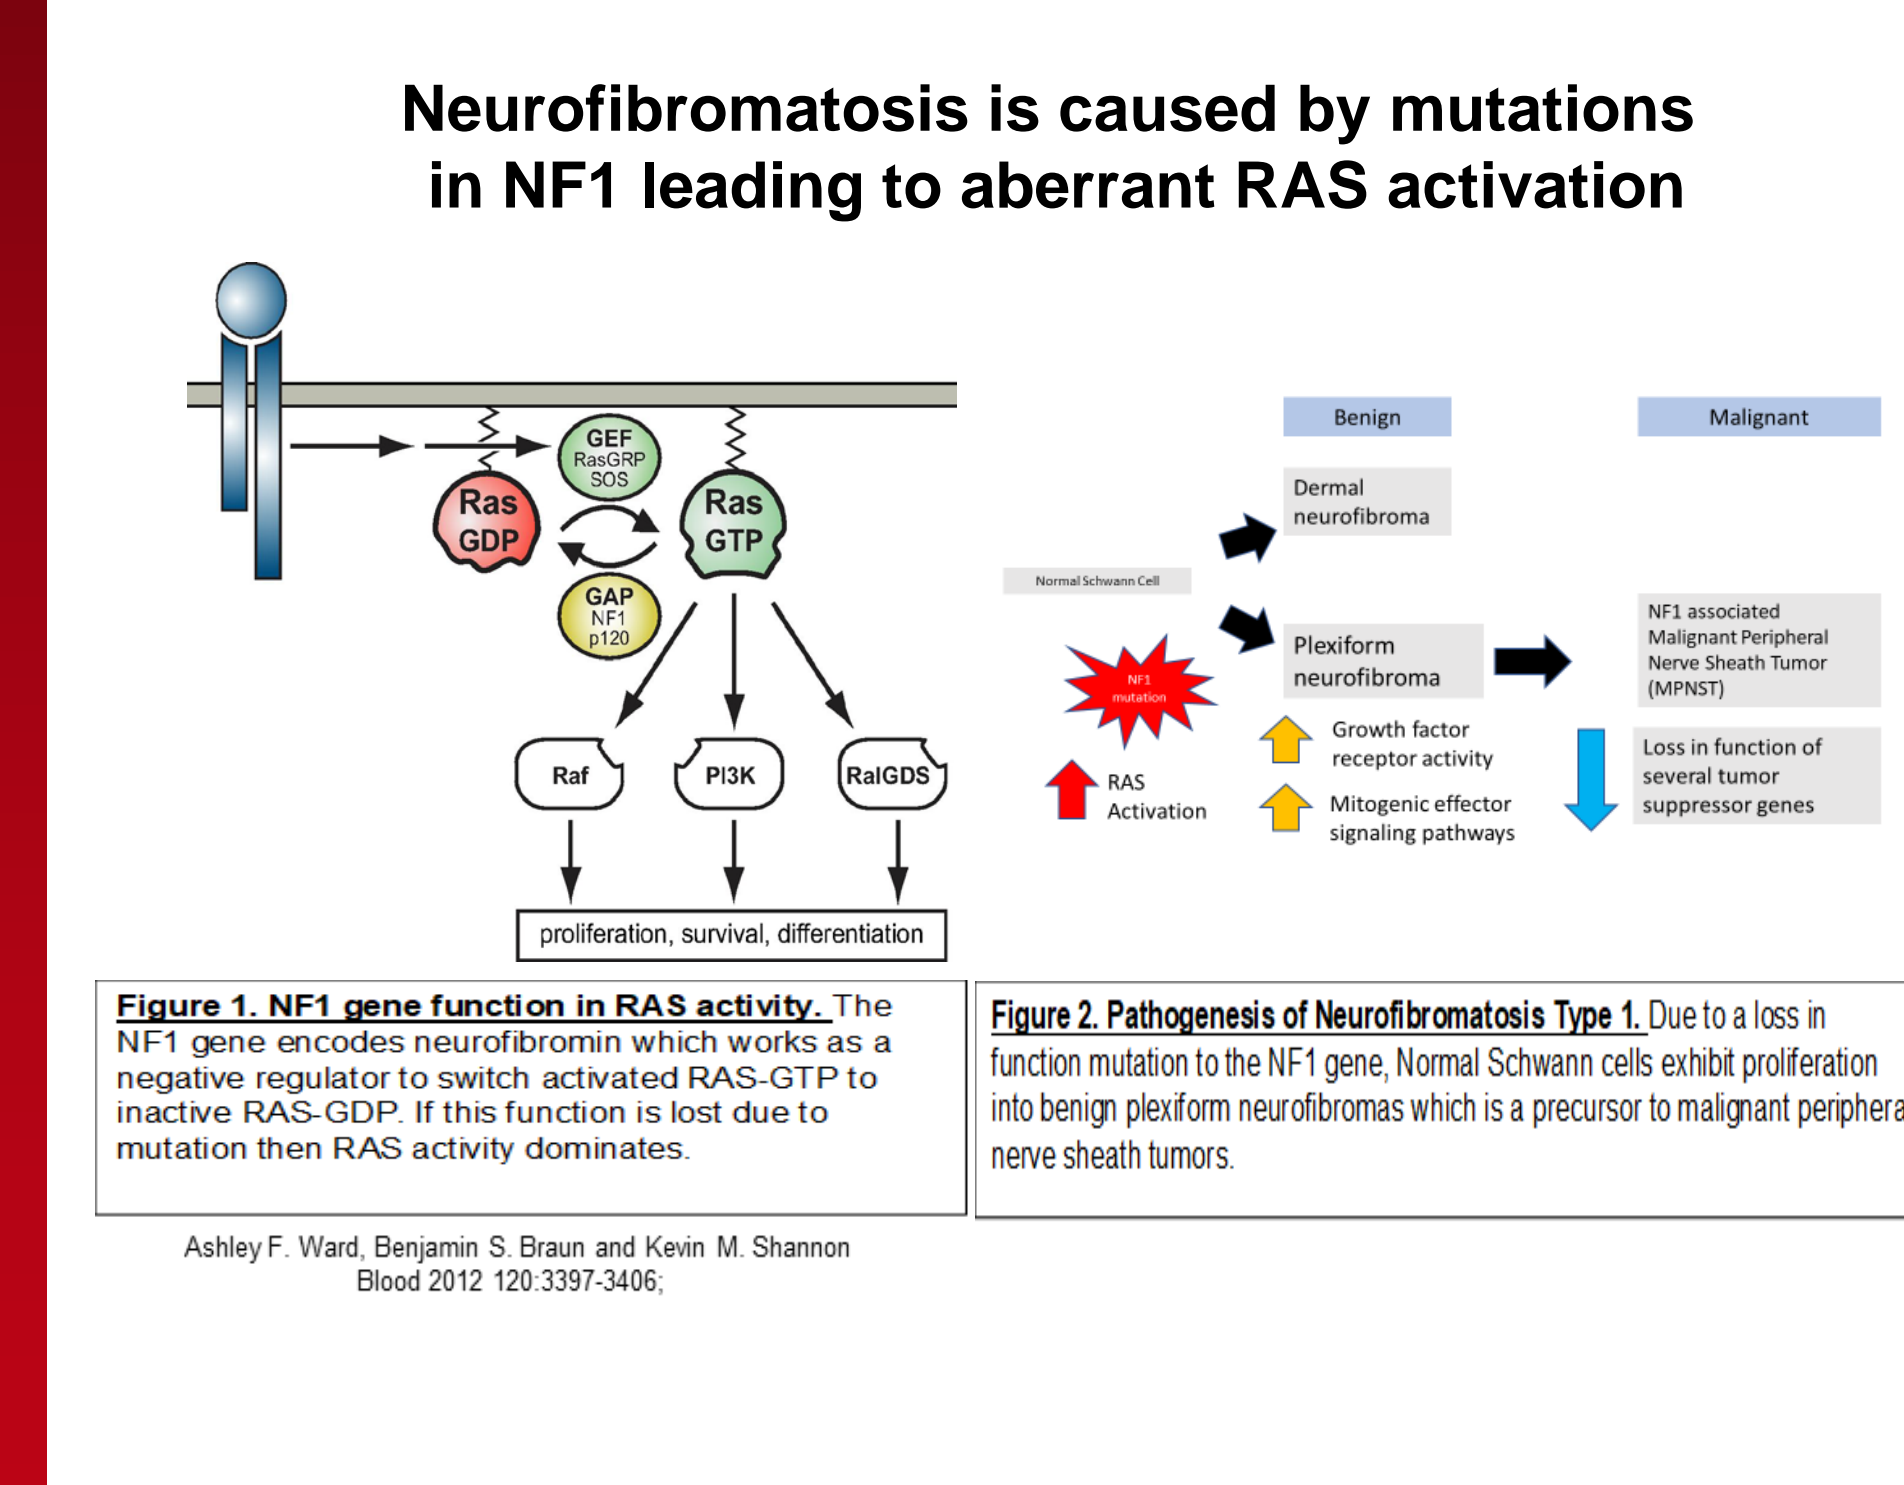 Neurofibromatosis is caused by mutations
in NF1 leading to aberrant RAS activation
GEF
RasGRP
SOS
Ras
GDP
Ras
GTP
GAP
NF1
p120
Raf
PI3K
RalGDS
proliferation, survival, differentiation
Benign
Malignant
Dermal
neurofibroma
Normal Schwann Cell
NF1
mutation
RAS
Activation
Plexiform
neurofibroma
Growth factor
receptor activity
Mitogenic effector
signaling pathways
NF1 associated
Malignant Peripheral
Nerve Sheath Tumor
(MPNST)
Loss in function of
several tumor
suppressor genes
Figure 1. NF1 gene function in RAS activity. The
NF1 gene encodes neurofibromin which works as a
negative regulator to switch activated RAS-GTP to
inactive RAS-GDP. If this function is lost due to
mutation then RAS activity dominates.
Figure 2. Pathogenesis of Neurofibromatosis Type 1. Due to a loss in
function mutation to the NF1 gene, Normal Schwann cells exhibit proliferation
into benign plexiform neurofibromas which is a precursor to malignant periphera
nerve sheath tumors.
Ashley F. Ward, Benjamin S. Braun and Kevin M. Shannon
Blood 2012 120:3397-3406;